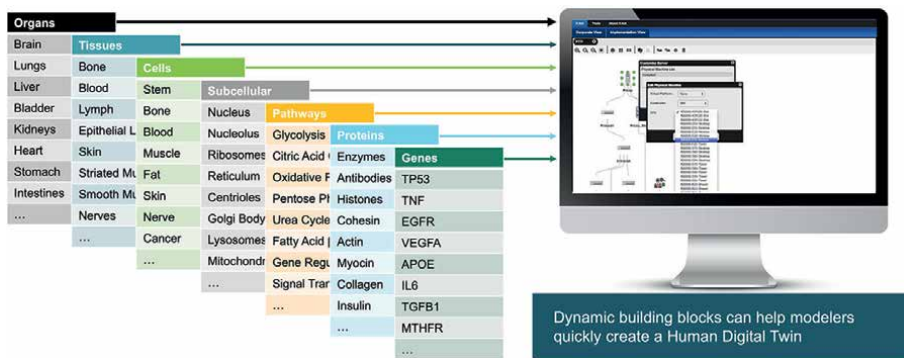 Organs
Brain
Lungs
Liver
Bladder
Kidneys
Heart
Stomach
Intestines
...
Tissues
Bone
Blood
Lymph
Epithelial L
Skin
Striated Mu
Smooth Mu
Nerves
...
Cells
Stem
Bone
Blood
Muscle
Fat
Skin
Nerve
Cancer
...
Subcellular
Nucleus
Nucleolus
Ribosomes
Reticulum
Centrioles
Golgi Body
Lysosomes
Mitochondr
...
Pathways
Glycolysis
Citric Acid
Oxidative F
Pentose Ph
Urea Cycle
Fatty Acid
Gene Regu
Signal Tran
...
Proteins
Enzymes
Antibodies
Histones
Cohesin
Actin
Myocin
Collagen
Insulin
...
Genes
TP53
TNF
EGFR
VEGFA
APOE
IL6
TGFB1
MTHFR
...
Dynamic building blocks can help modelers
quickly create a Human Digital Twin